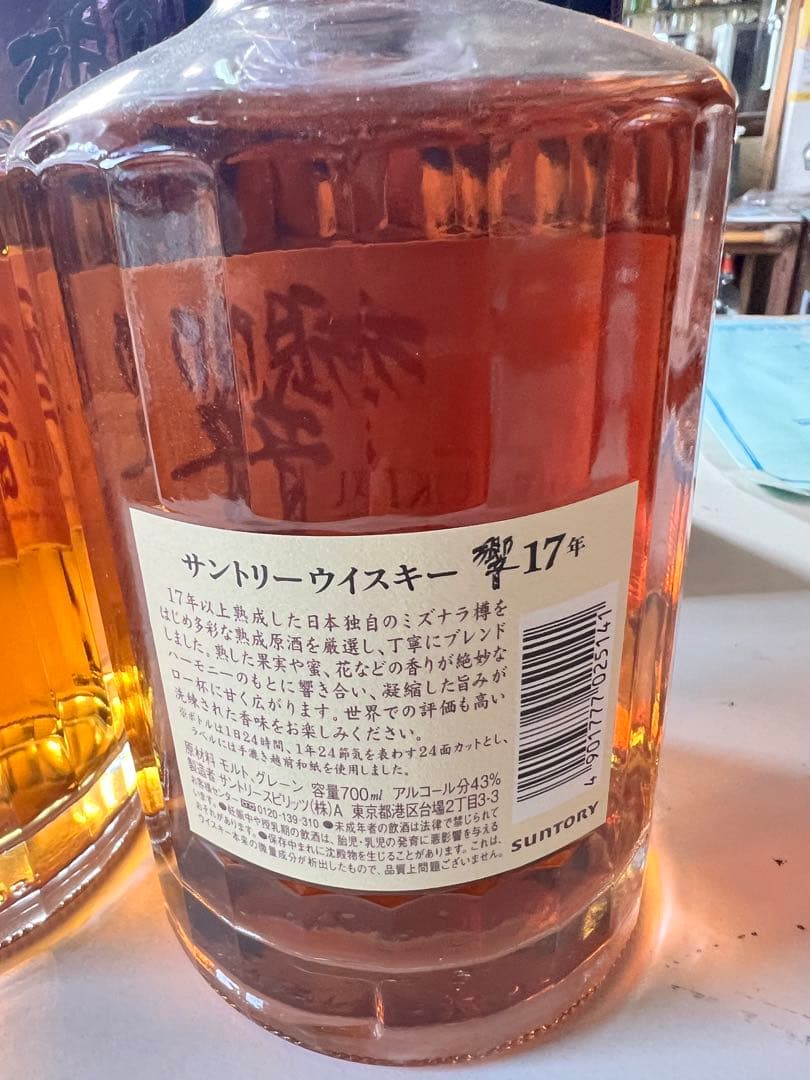 響
サントリーウイスキー 響 17年
17年以上熟成した日本独自のミズナラ樽を
はじめ多彩な熟成原酒を厳選し、丁寧にブレンド
しました。熟した果実や蜜、花などの香りが絶妙な
ハーモニーのもとに響き合い、凝縮した旨みが
口一杯に甘く広がります。世界での評価も高い
洗練された香味をお楽しみください。
※ボトルは1日24時間、1年24節気を表わす24面カットとし、
ラベルには手漉き越前和紙を使用しました。
原材料 モルト、グレーン 容量700ml アルコール分43%
製造者 サントリースピリッツ(株)A 東京都港区台場2丁目3-3
お客様センター 0120-139-310 ●未成年者の飲酒は法律で禁じられて
います。●妊娠中や授乳期の飲酒は、胎児・乳児の発育に悪影響を与える
おそれがあります。●保存中まれに沈殿物を生じることがあります。これは、
ウイスキー本来の微量成分が析出したもので、品質上問題ございません。
4 901777 025141
SUNTORY